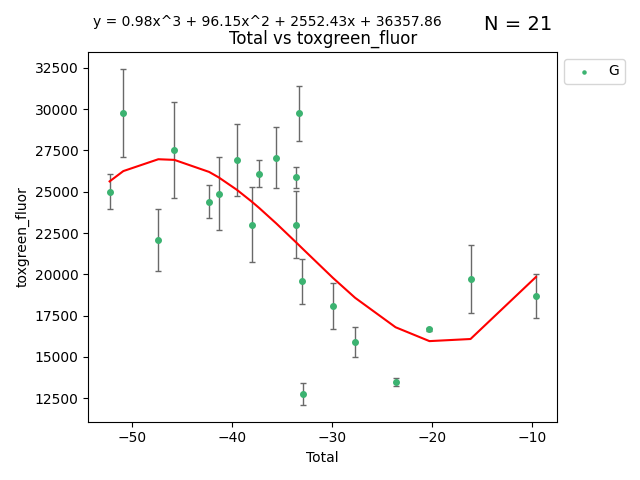 y = 0.98x^3 + 96.15x^2 + 2552.43x + 36357.86
N = 21
Total vs toxgreen_fluor
G
32500
30000
27500
25000
22500
20000
17500
15000
12500
toxgreen_fluor
−50
−40
−30
−20
−10
Total